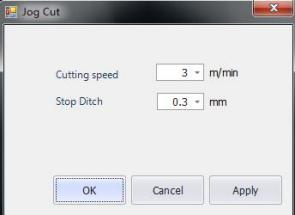 Jog Cut
Cutting speed 3 m/min
Stop Ditch 0.3 mm
OK Cancel Apply